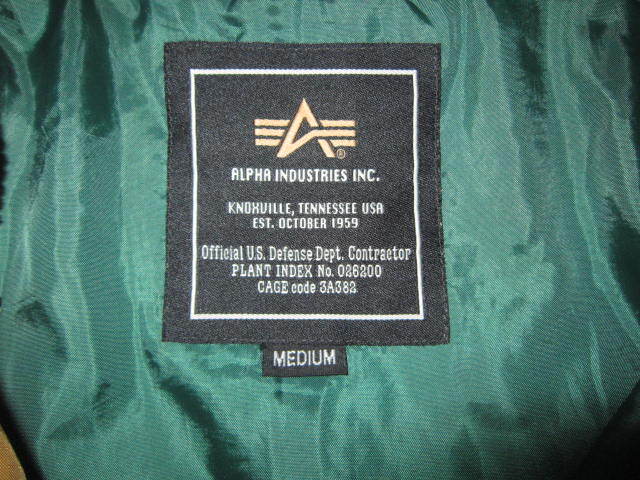 ®
ALPHA INDUSTRIES INC.
KNOXVILLE, TENNESSEE USA
EST. OCTOBER 1959
Official U.S. Defense Dept. Contractor
PLANT INDEX No. 026200
CAGE code 3A382
MEDIUM